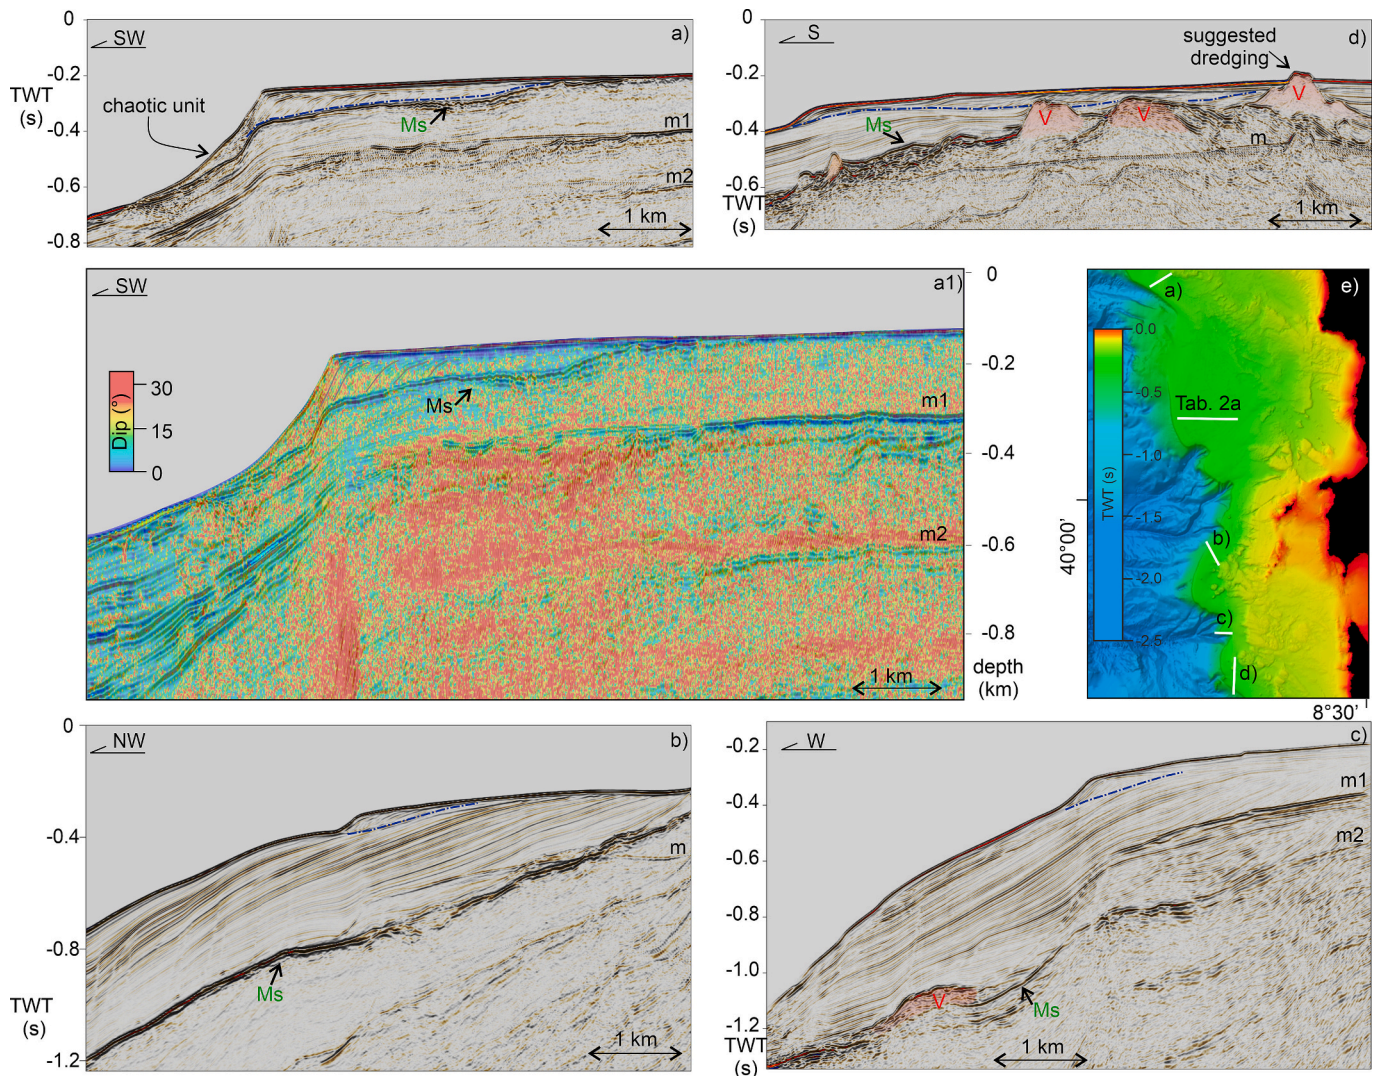 0
SW
a)
-0.2
TWT
(s)
chaotic unit
-0.4
Ms
m1
-0.6
m2
1 km
-0.8
0
S
d)
suggested
dredging
-0.2
V
V
V
-0.4
Ms
m
-0.6
TWT
(s)
1 km
SW
a1)
0
-0.2
30
Dip (°)
15
0
Ms
m1
-0.4
m2
-0.6
-0.8
depth
(km)
1 km
e)
a)
0.0
-0.5
Tab. 2a
-1.0
TWT (s)
-1.5
b)
-2.0
c)
-2.5
d)
40°00'
8°30'
0
NW
b)
-0.4
m
-0.8
Ms
TWT
(s)
1 km
-1.2
-0.2
W
c)
m1
-0.4
m2
-0.6
-0.8
-1.0
V
Ms
-1.2
TWT
(s)
1 km